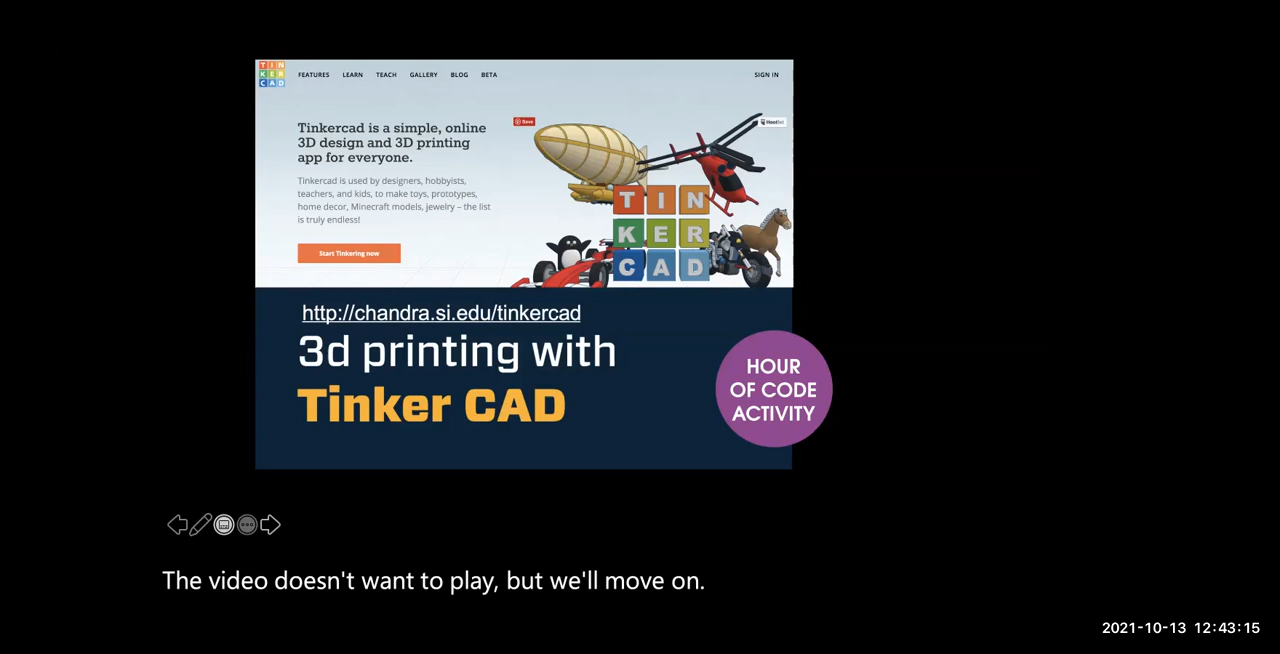 TIN
KER
CAD
FEATURES LEARN TEACH GALLERY BLOG BETA SIGN IN
Tinkercad is a simple, online
3D design and 3D printing
app for everyone.
Save
Tinkercad is used by designers, hobbyists,
teachers, and kids, to make toys, prototypes,
home decor, Minecraft models, jewelry – the list
is truly endless!
Start Tinkering now
TIN
KER
CAD
http://chandra.si.edu/tinkercad
3d printing with
Tinker CAD
HOUR
OF CODE
ACTIVITY
The video doesn't want to play, but we'll move on.
2021-10-13 12:43:15